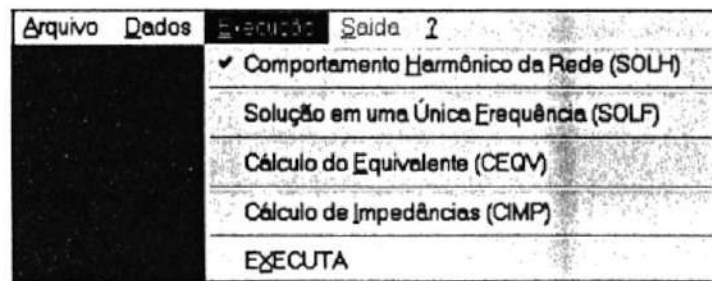 Arquivo Dados Execução Saida ?
✔ Comportamento Harmônico da Rede (SOLH)
Solução em uma Única Frequência (SOLF)
Cálculo do Equivalente (CEQV)
Cálculo de Impedâncias (CIMP)
EXECUTA